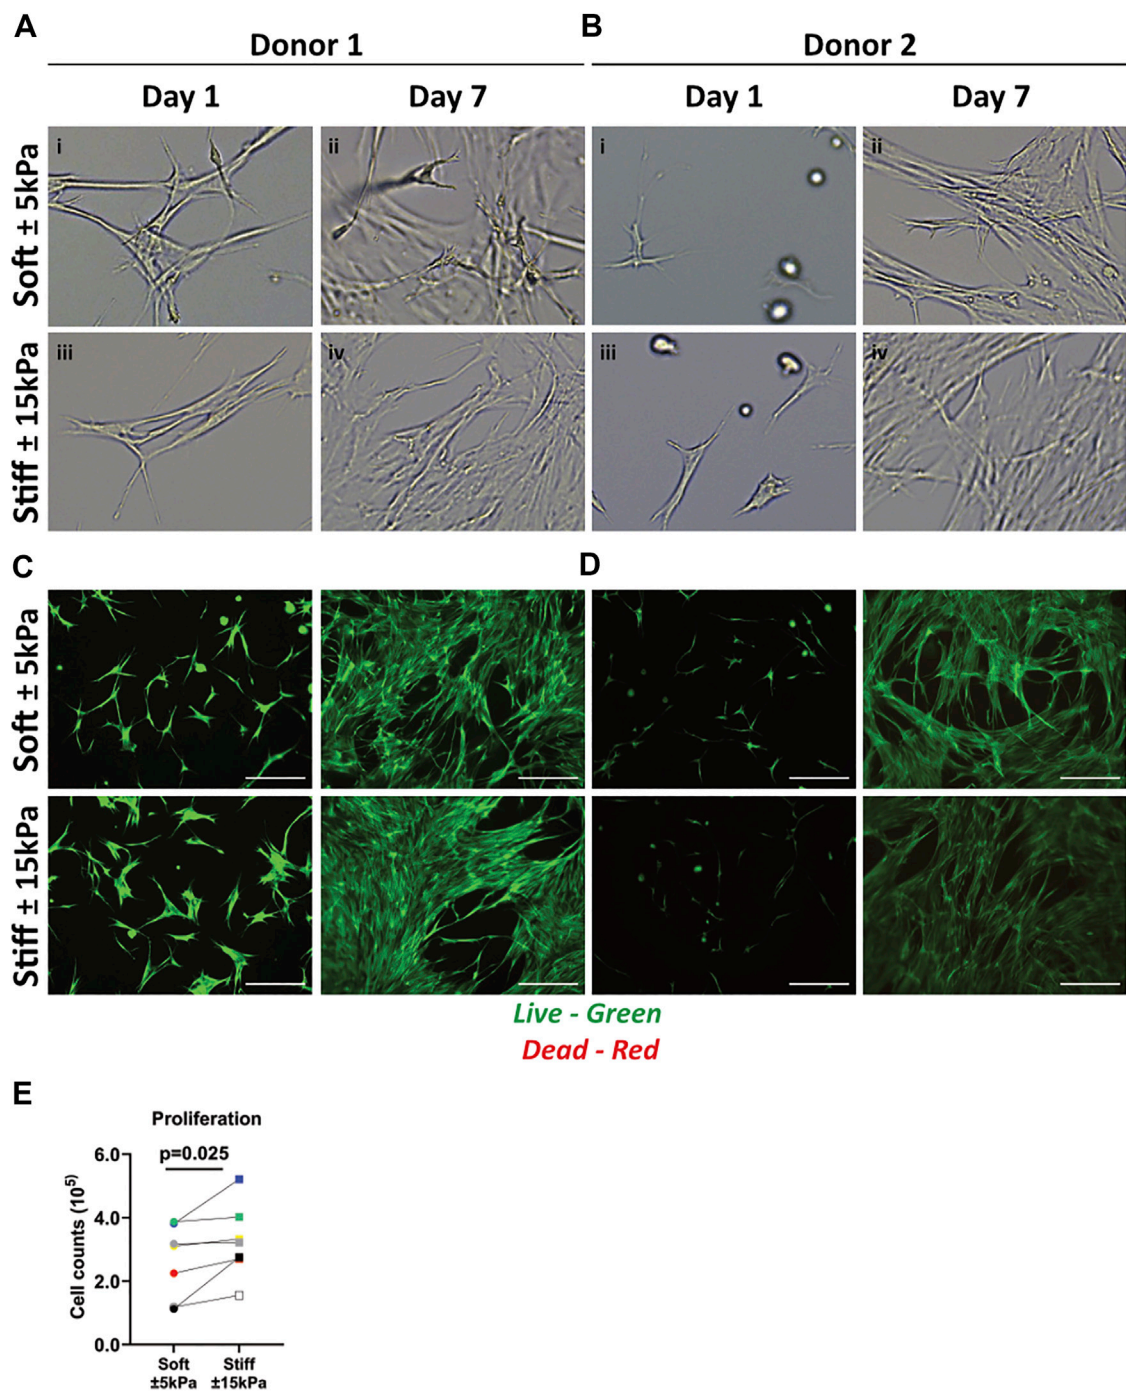 A
B
Donor 1
Donor 2
Day 1
Day 7
Day 1
Day 7
Soft ± 5kPa
i
ii
i
ii
Stiff ± 15kPa
iii
iv
iii
iv
C
D
Soft ± 5kPa
Stiff ± 15kPa
Live - Green
Dead - Red
E
Proliferation
p=0.025
Cell counts (10⁵)
6.0
4.0
2.0
0.0
Soft
±5kPa
Stiff
±15kPa